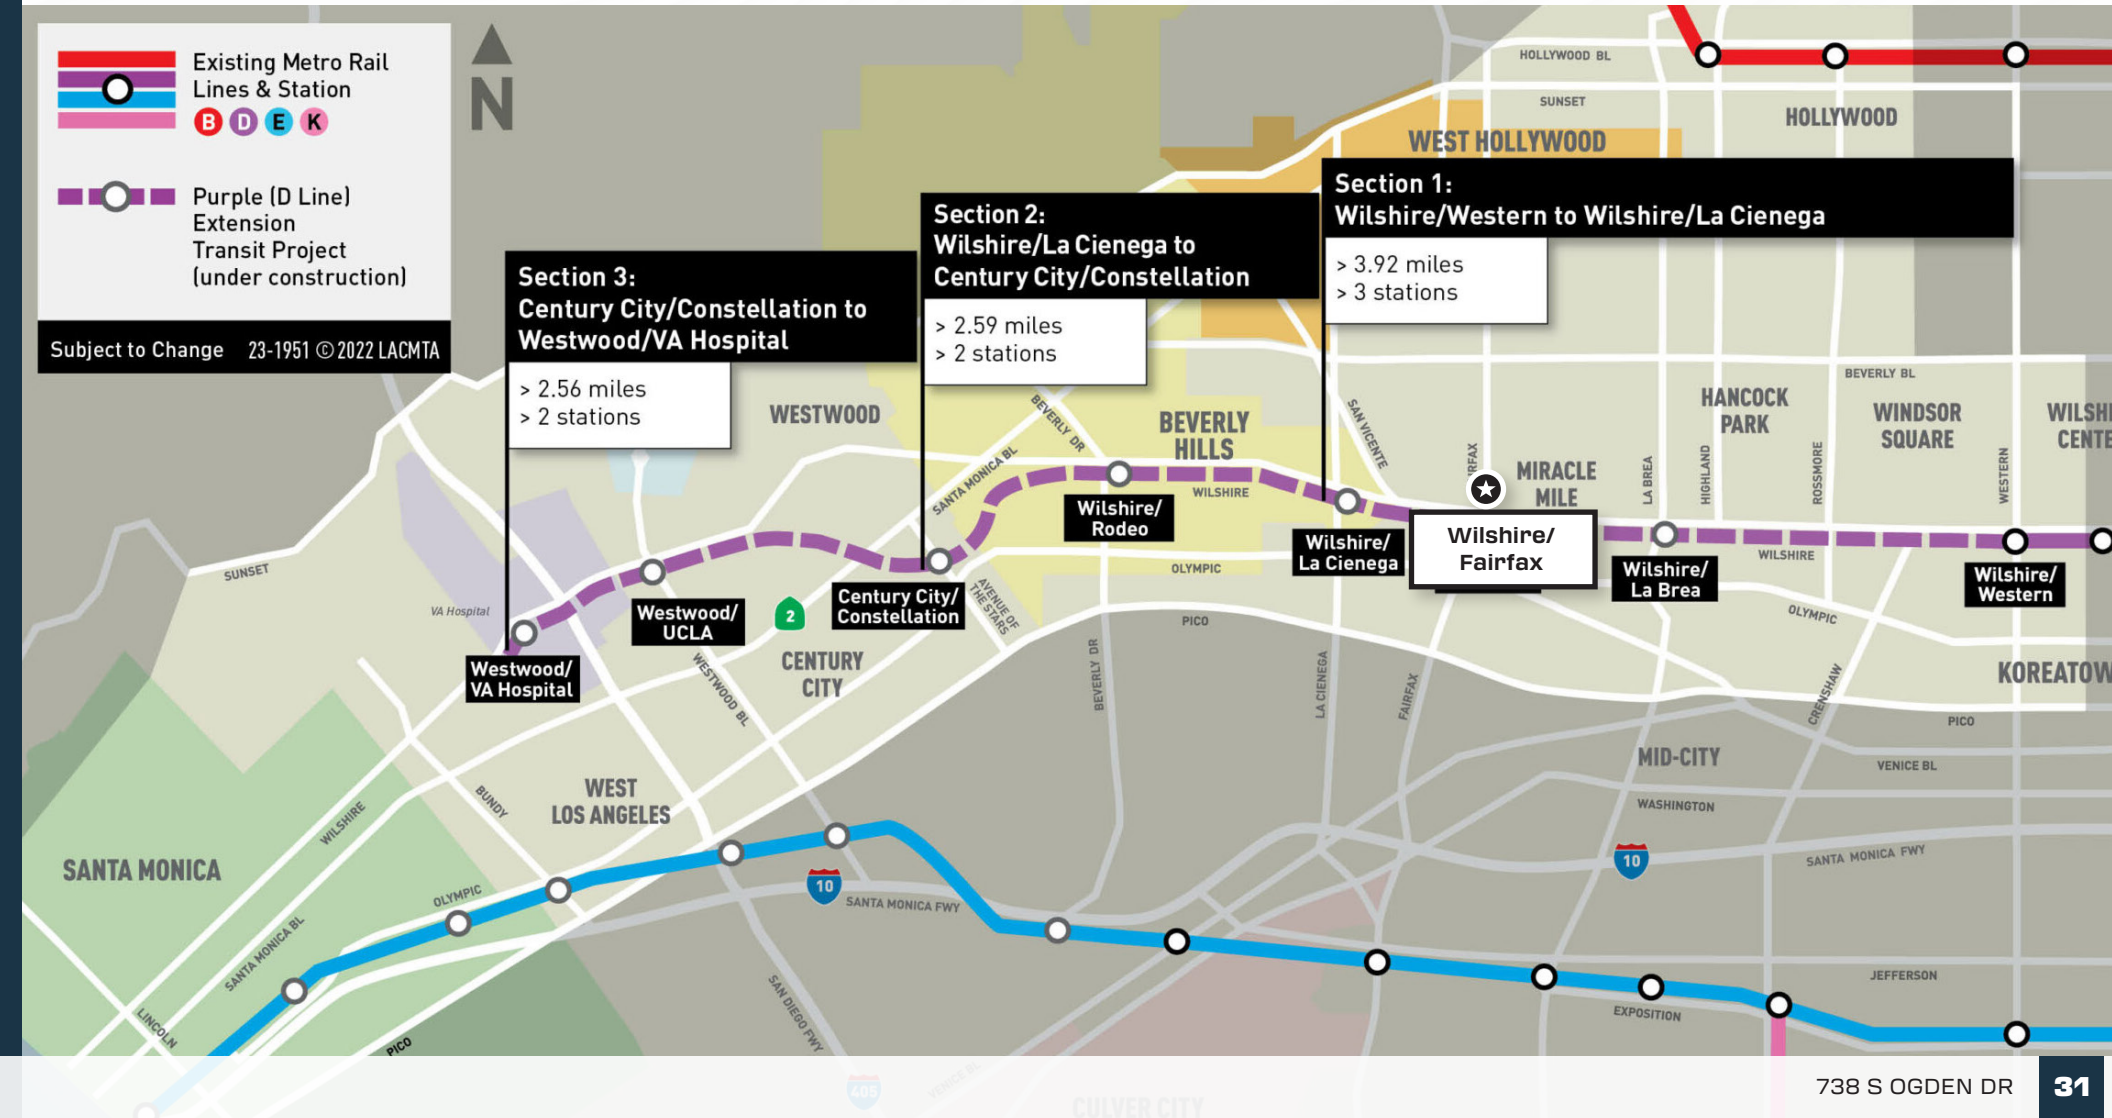 Existing Metro Rail
Lines & Station
B D E K
Purple (D Line)
Extension
Transit Project
(under construction)
Subject to Change 23-1951 © 2022 LACMTA
N
Section 3:
Century City/Constellation to
Westwood/VA Hospital
> 2.56 miles
> 2 stations
Section 2:
Wilshire/La Cienega to
Century City/Constellation
> 2.59 miles
> 2 stations
Section 1:
Wilshire/Western to Wilshire/La Cienega
> 3.92 miles
> 3 stations
HOLLYWOOD BL
SUNSET
HOLLYWOOD
WEST HOLLYWOOD
BEVERLY BL
HANCOCK
PARK
WINDSOR
SQUARE
WESTWOOD
BEVERLY DR
BEVERLY
HILLS
SAN VICENTE
MIRACLE
MILE
LA BREA
HIGHLAND
ROSSMORE
WESTERN
SANTA MONICA BL
WILSHIRE
Wilshire/
Rodeo
Wilshire/
La Cienega
Wilshire/
Fairfax
Wilshire/
La Brea
WILSHIRE
Wilshire/
Western
SUNSET
VA Hospital
Westwood/
VA Hospital
Westwood/
UCLA
2
Century City/
Constellation
AVENUE OF
THE STARS
OLYMPIC
OLYMPIC
PICO
CENTURY
CITY
WESTWOOD BL
BEVERLY DR
LA CIENEGA
FAIRFAX
CRENSHAW
PICO
MID-CITY
VENICE BL
WASHINGTON
WEST
LOS ANGELES
BUNDY
WILSHIRE
SANTA MONICA
OLYMPIC
SANTA MONICA BL
LINCOLN
PICO
10
SANTA MONICA FWY
10
SANTA MONICA FWY
SAN DIEGO FWY
JEFFERSON
EXPOSITION
405
VENICE BL
CULVER CITY
738 S OGDEN DR
31